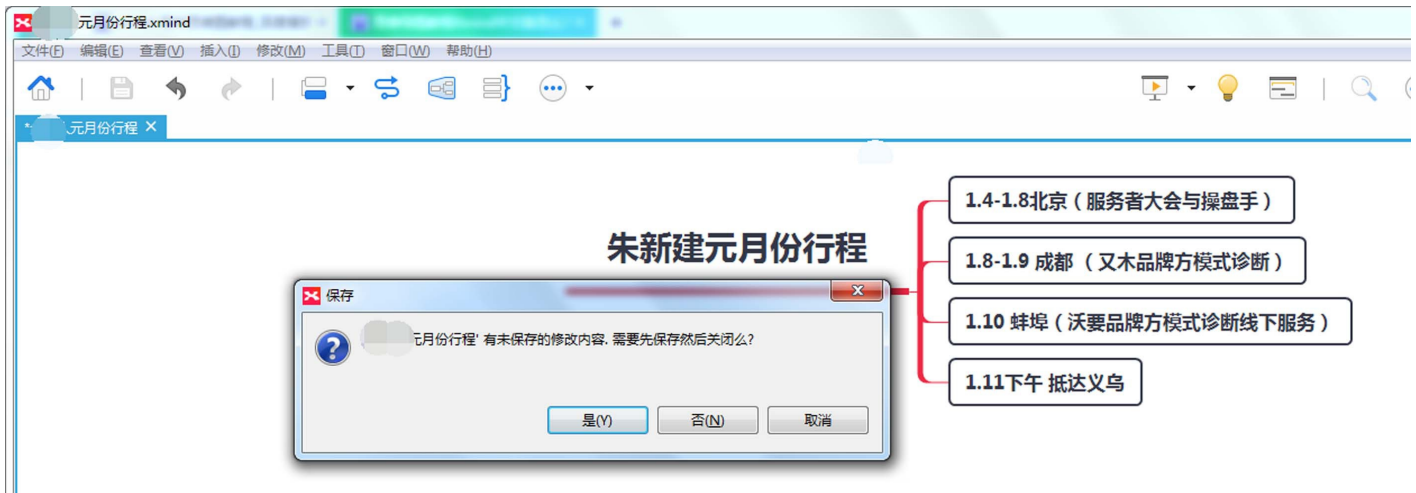 元月份行程.xmind
文件(F) 编辑(E) 查看(V) 插入(I) 修改(M) 工具(T) 窗口(W) 帮助(H)
元月份行程
朱新建元月份行程
1.4-1.8北京（服务者大会与操盘手）
1.8-1.9 成都 （又木品牌方模式诊断）
1.10 蚌埠（沃要品牌方模式诊断线下服务）
1.11下午 抵达义乌
保存
元月份行程' 有未保存的修改内容. 需要先保存然后关闭么?
是(Y) 否(N) 取消